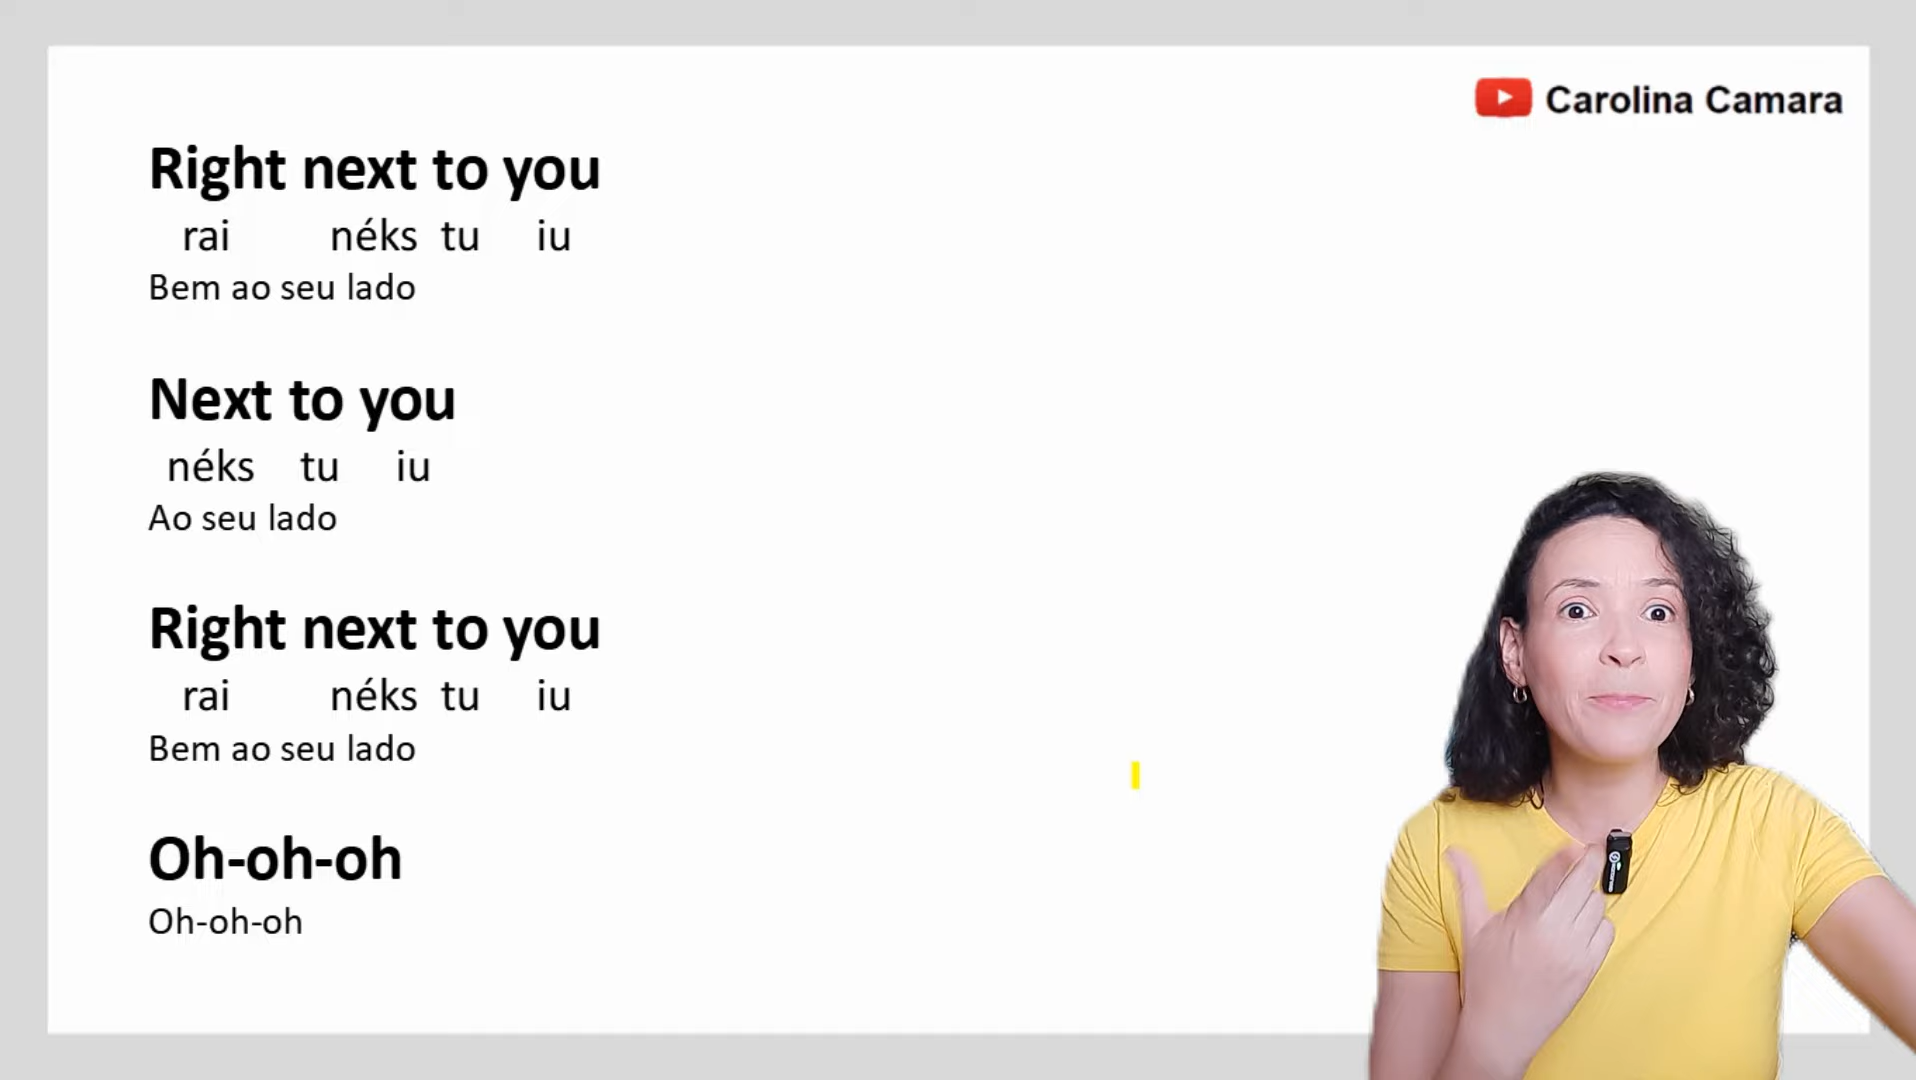 Carolina Camara
Right next to you
rai néks tu iu
Bem ao seu lado
Next to you
néks tu iu
Ao seu lado
Right next to you
rai néks tu iu
Bem ao seu lado
Oh-oh-oh
Oh-oh-oh